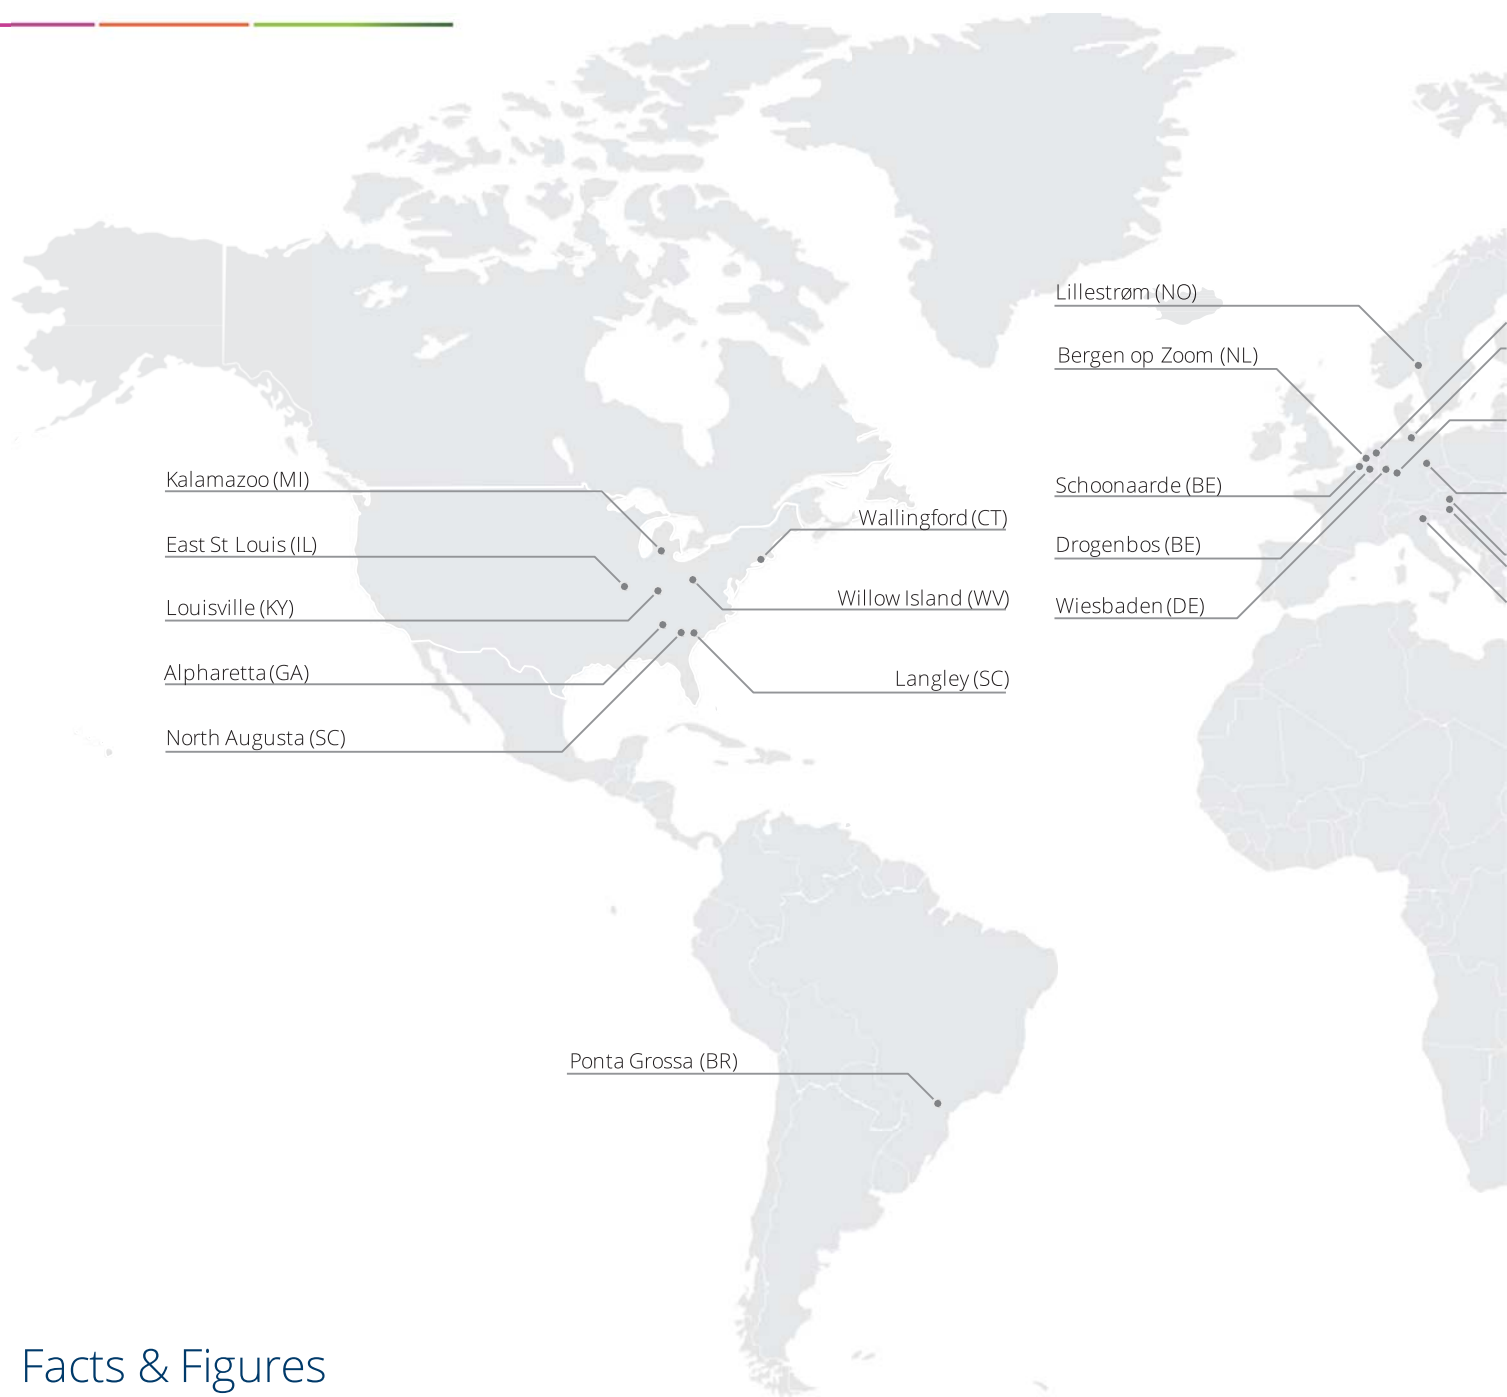 Lillestrøm (NO)
Bergen op Zoom (NL)
Kalamazoo (MI)
Schoonaarde (BE)
Wallingford (CT)
East St Louis (IL)
Drogenbos (BE)
Willow Island (WV)
Louisville (KY)
Wiesbaden (DE)
Alpharetta (GA)
Langley (SC)
North Augusta (SC)
Ponta Grossa (BR)
Facts & Figures